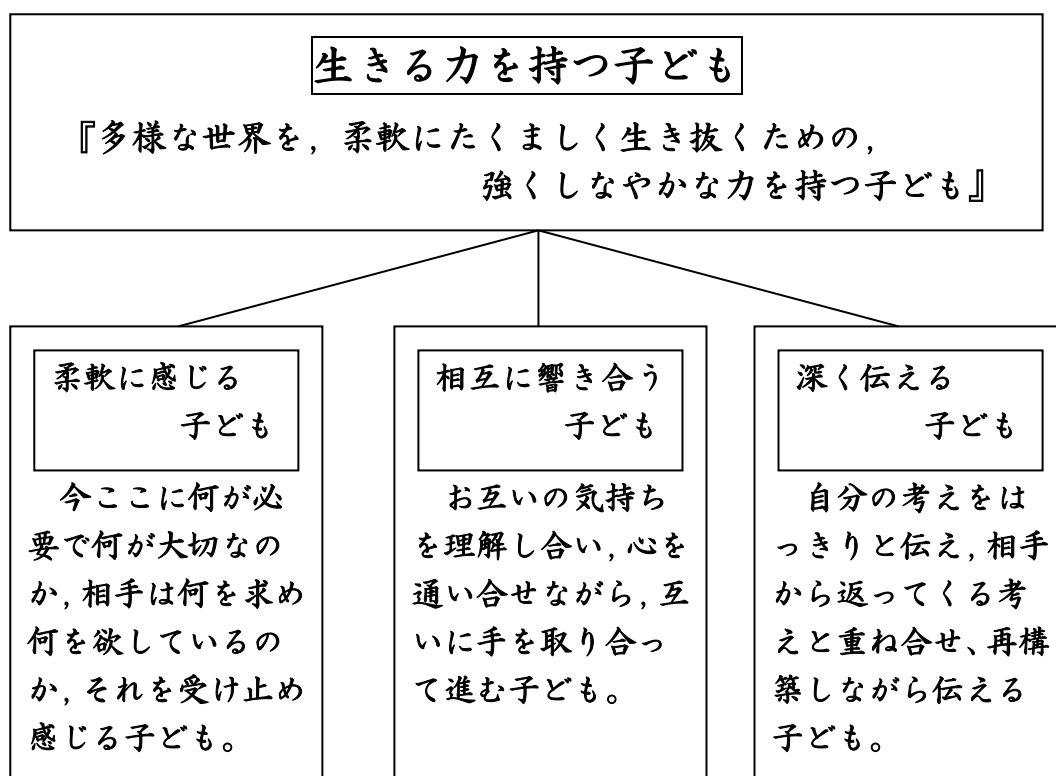 生きる力を持つ子ども
『多様な世界を，柔軟にたくましく生き抜くための，
強くしなやかな力を持つ子ども』
柔軟に感じる
子ども
今ここに何が必
要で何が大切なの
か，相手は何を求め
何を欲しているの
か，それを受け止め
感じる子ども。
相互に響き合う
子ども
お互いの気持ち
を理解し合い，心を
通い合せながら，互
いに手を取り合っ
て進む子ども。
深く伝える
子ども
自分の考えをは
っきりと伝え，相手
から返ってくる考
えと重ね合せ、再構
築しながら伝える
子ども。